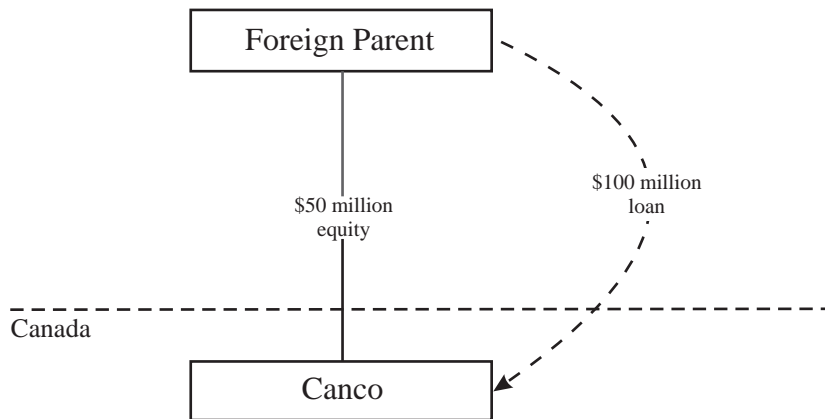 Foreign Parent
$100 million
loan
$50 million
equity
Canada
Canco